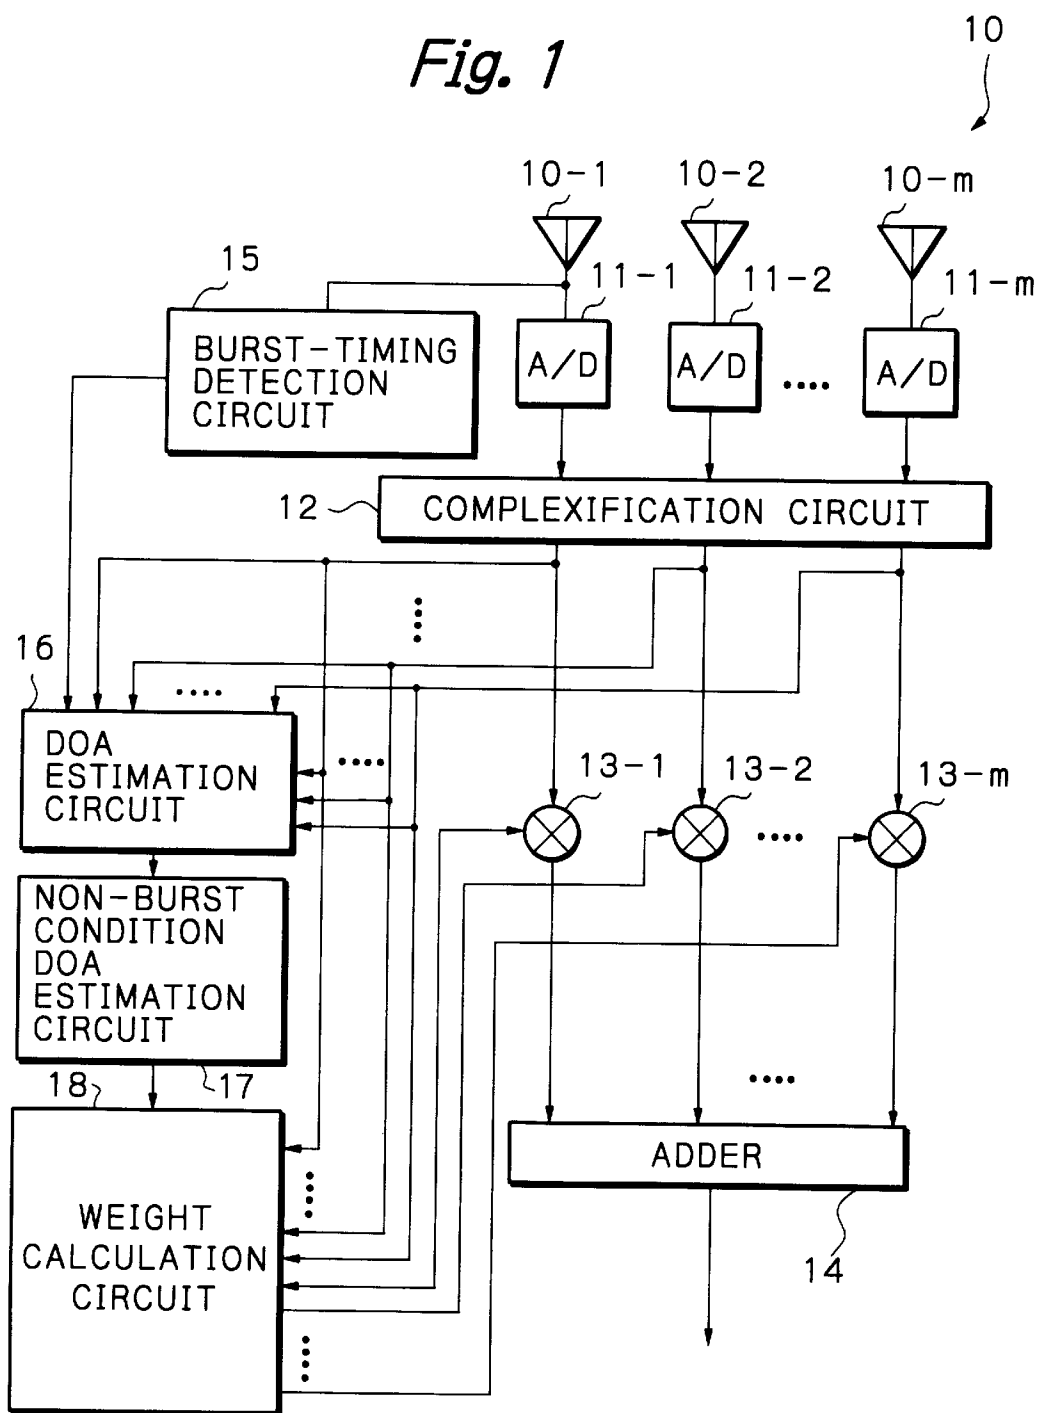 Fig. 1
10
10-1
10-2
10-m
15
11-1
11-2
11-m
BURST-TIMING
DETECTION
CIRCUIT
A/D
A/D
A/D
12
COMPLEXIFICATION CIRCUIT
16
DOA
ESTIMATION
CIRCUIT
13-1
13-2
13-m
NON-BURST
CONDITION
DOA
ESTIMATION
CIRCUIT
17
18
ADDER
14
WEIGHT
CALCULATION
CIRCUIT